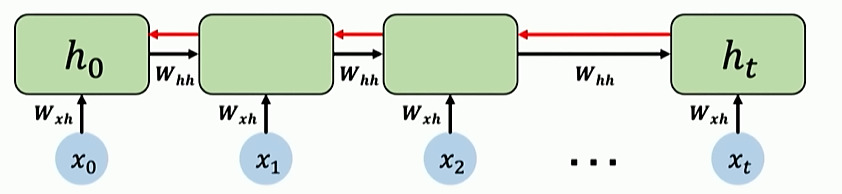 h₀ hₜ
Wₕₕ Wₕₕ Wₕₕ
Wₓₕ Wₓₕ Wₓₕ Wₓₕ
x₀ x₁ x₂ ... xₜ